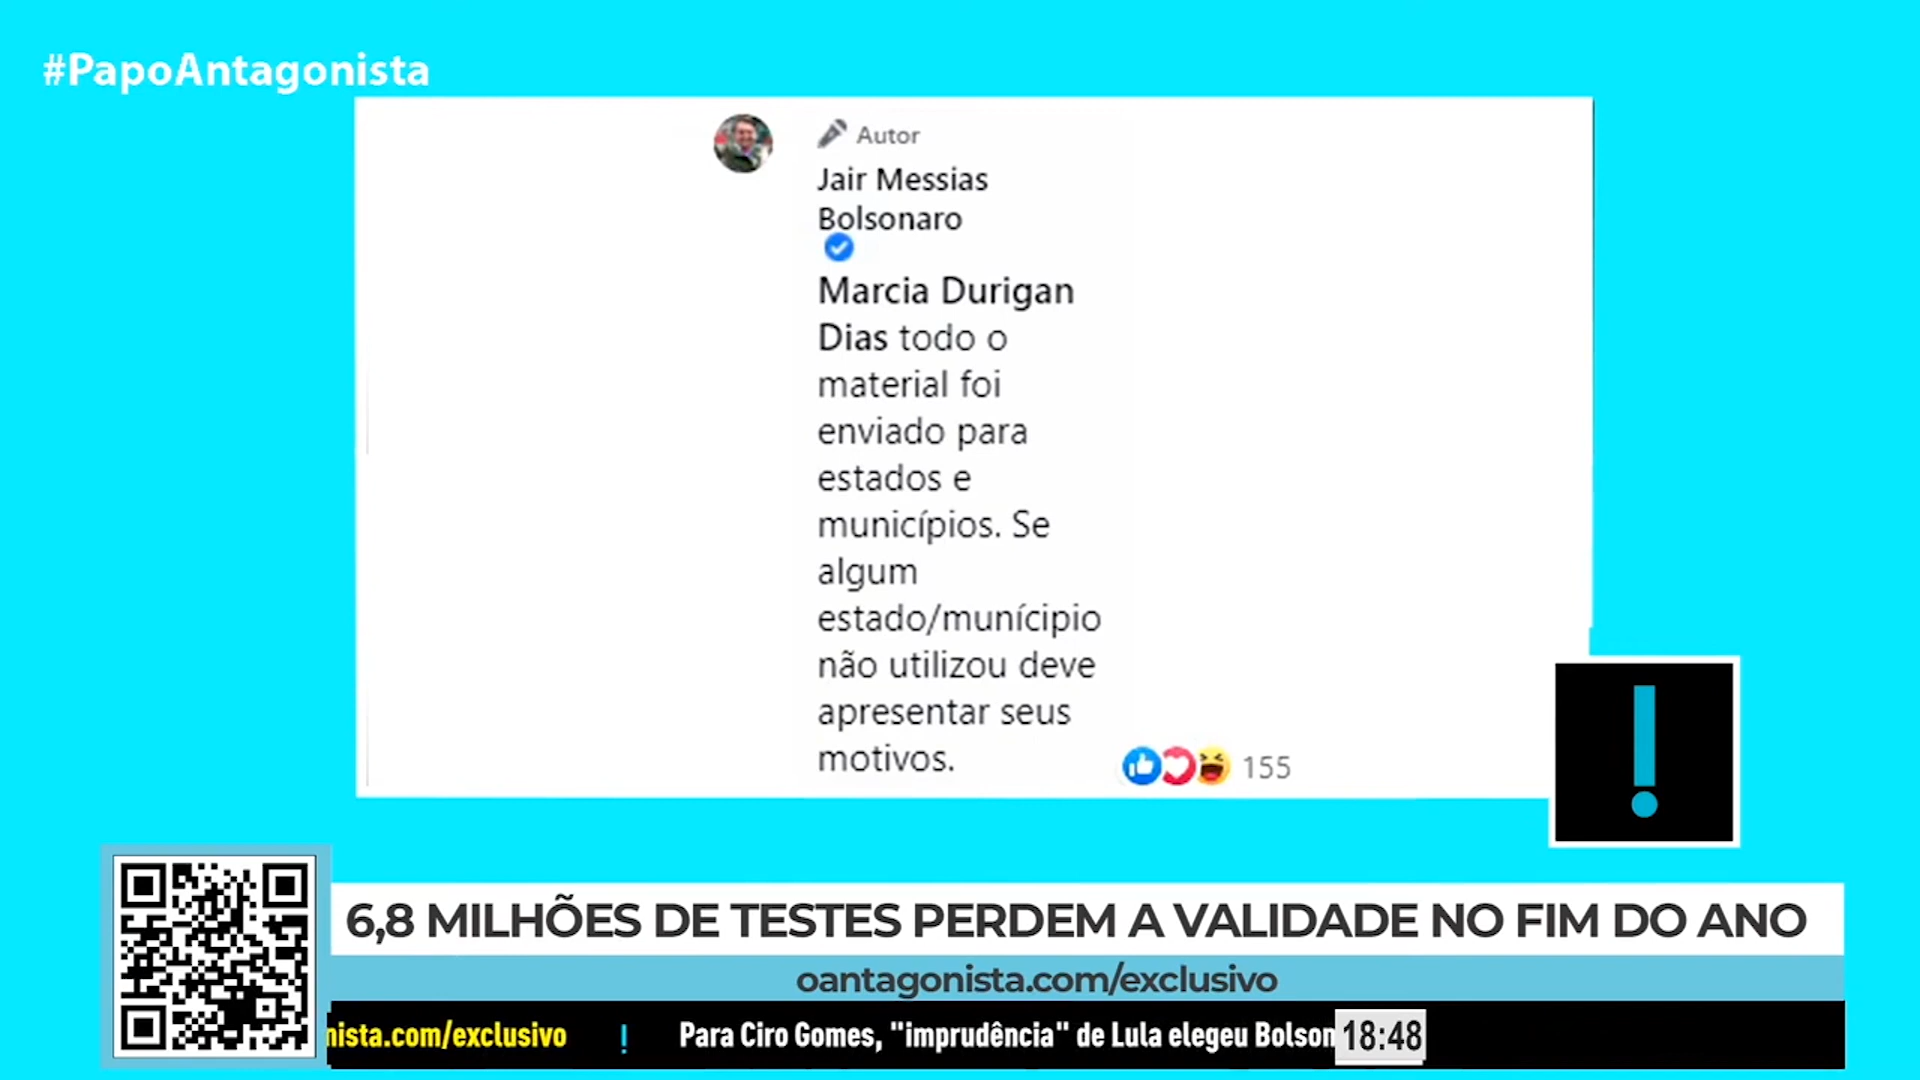 #PapoAntagonista
Autor
Jair Messias
Bolsonaro
Marcia Durigan
Dias todo o
material foi
enviado para
estados e
municípios. Se
algum
estado/munícipio
não utilizou deve
apresentar seus
motivos.
155
!
6,8 MILHÕES DE TESTES PERDEM A VALIDADE NO FIM DO ANO
oantagonista.com/exclusivo
nista.com/exclusivo ! Para Ciro Gomes, "imprudência" de Lula elegeu Bolson 18:48